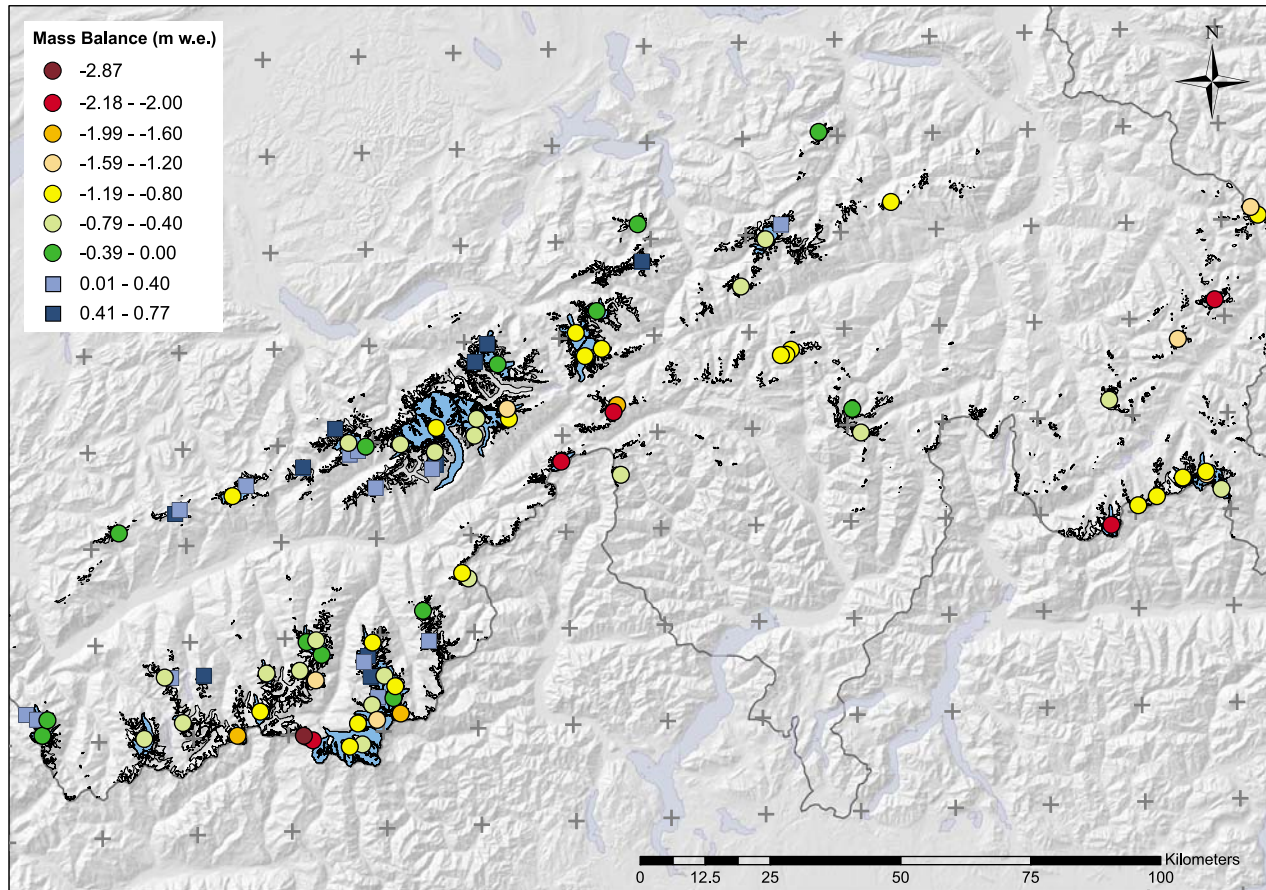 Mass Balance (m w.e.)
-2.87
-2.18 - -2.00
-1.99 - -1.60
-1.59 - -1.20
-1.19 - -0.80
-0.79 - -0.40
-0.39 - 0.00
0.01 - 0.40
0.41 - 0.77
N
Kilometers
0 12.5 25 50 75 100